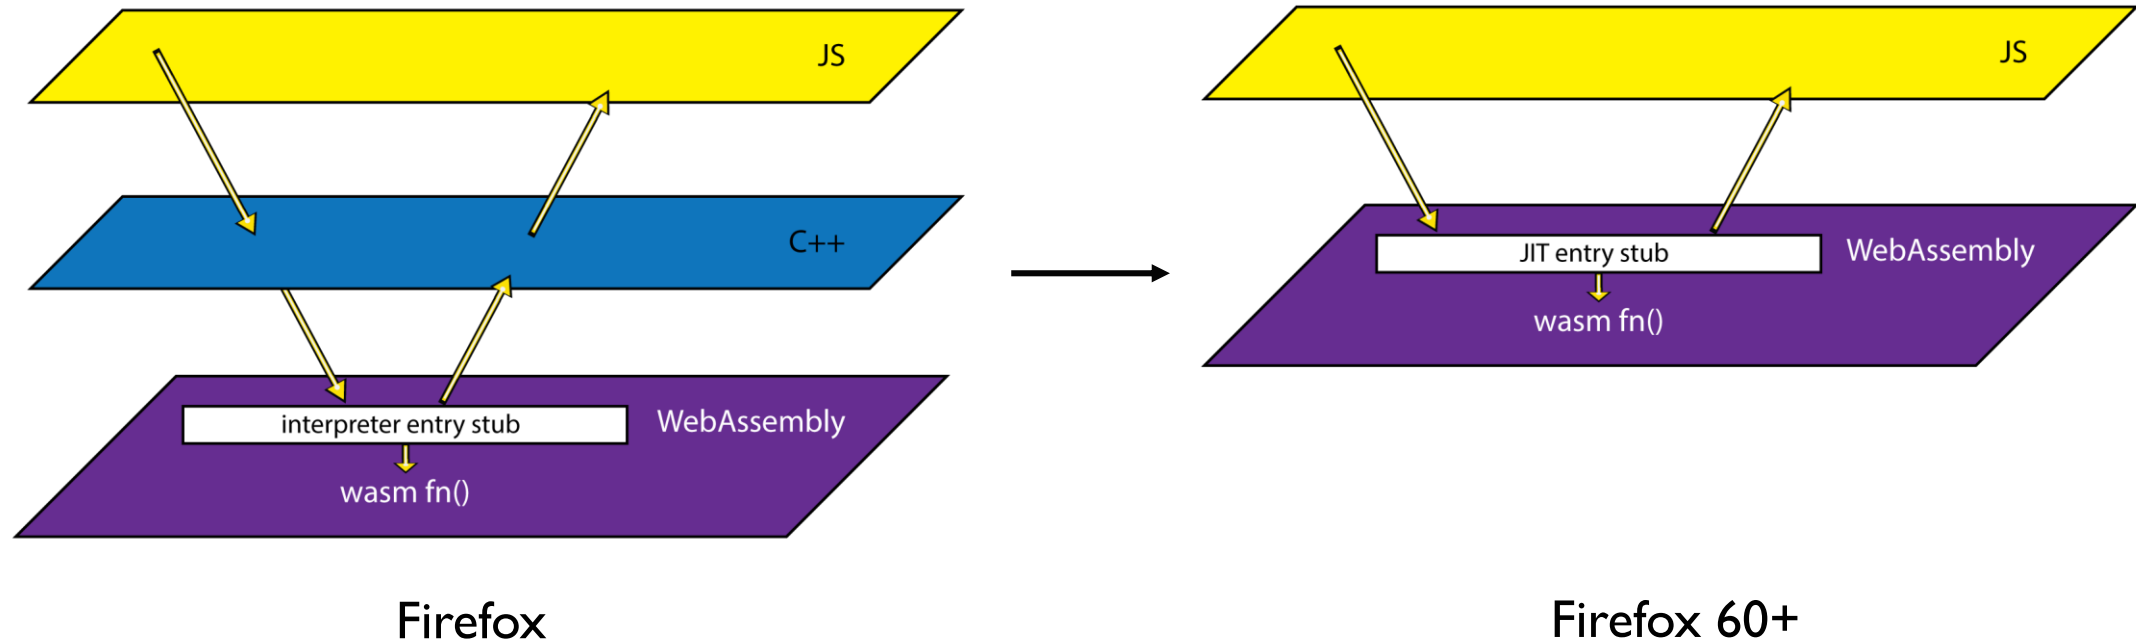 JS
C++
interpreter entry stub
WebAssembly
wasm fn()
Firefox
JS
JIT entry stub
WebAssembly
wasm fn()
Firefox 60+